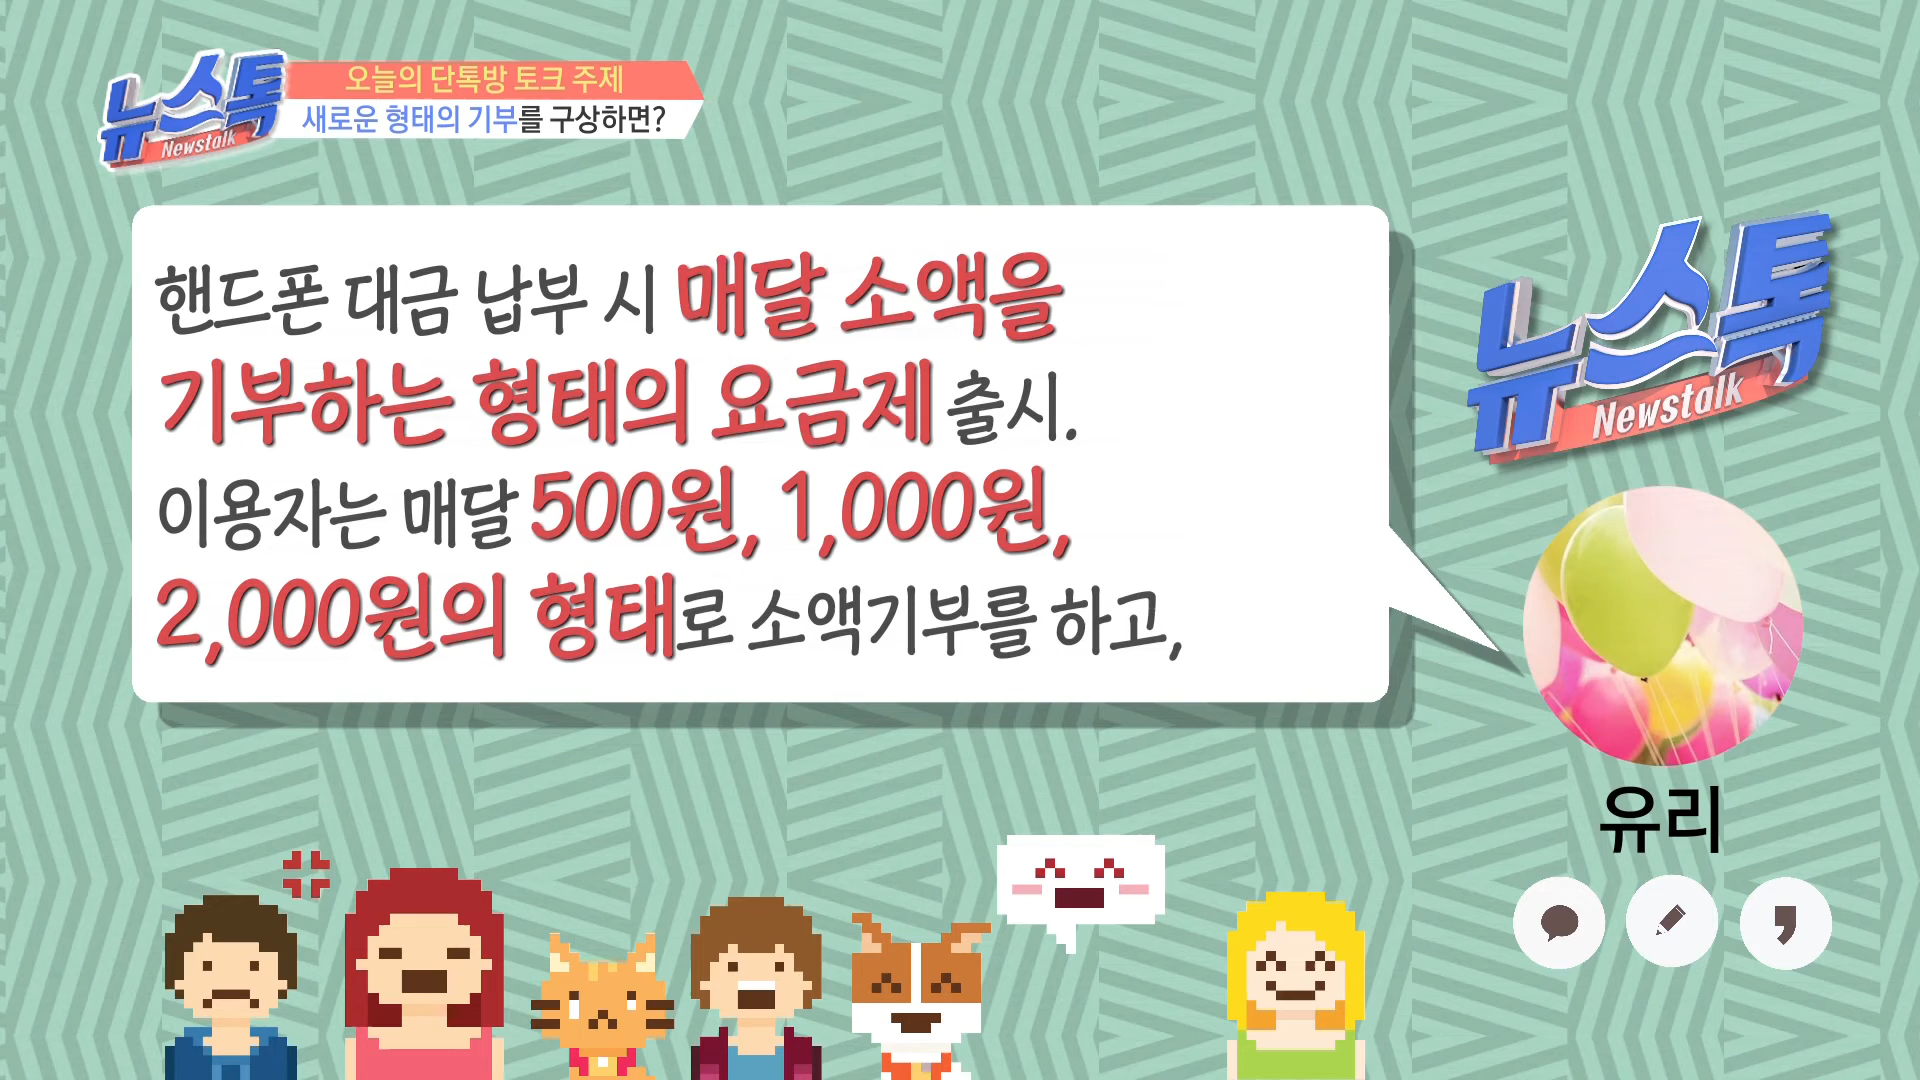 뉴스톡
Newstalk
오늘의 단톡방 토크 주제
새로운 형태의 기부를 구상하면?
핸드폰 대금 납부 시 매달 소액을
기부하는 형태의 요금제 출시.
이용자는 매달 500원, 1,000원,
2,000원의 형태로 소액기부를 하고,
뉴스톡
Newstalk
유리